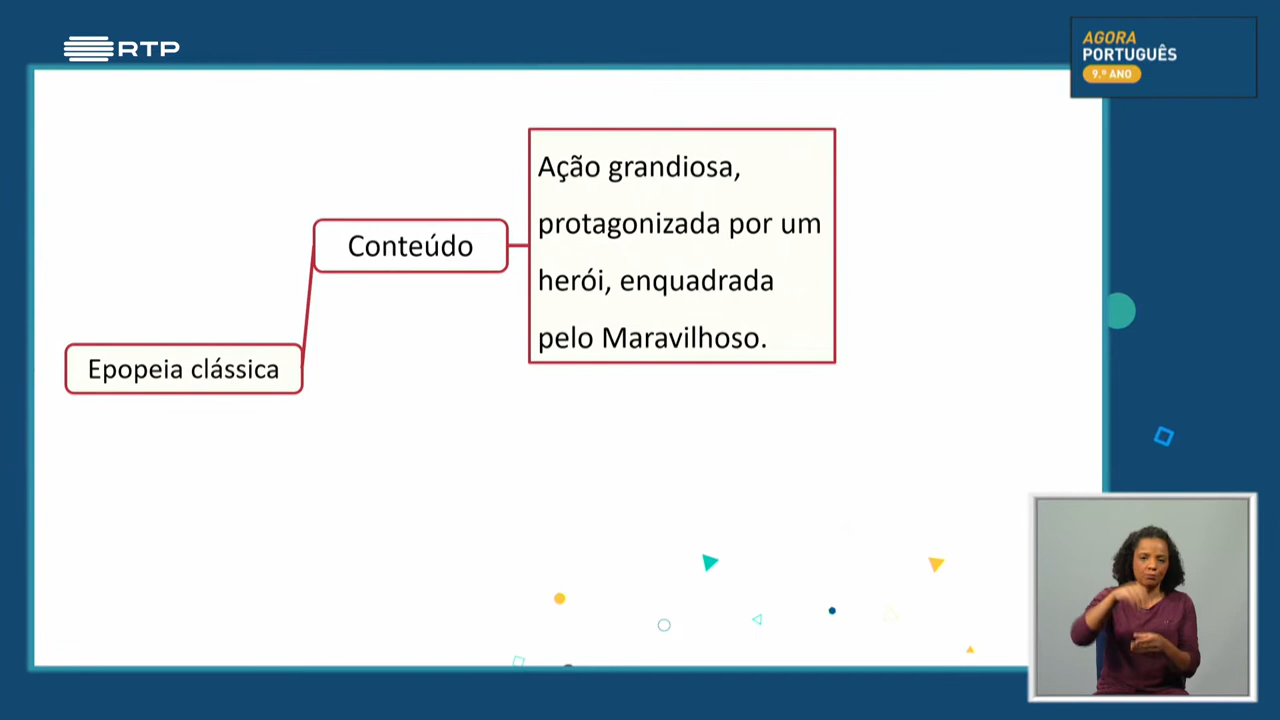 RTP
AGORA
PORTUGUÊS
9.º ANO
Ação grandiosa,
protagonizada por um
herói, enquadrada
pelo Maravilhoso.
Conteúdo
Epopeia clássica